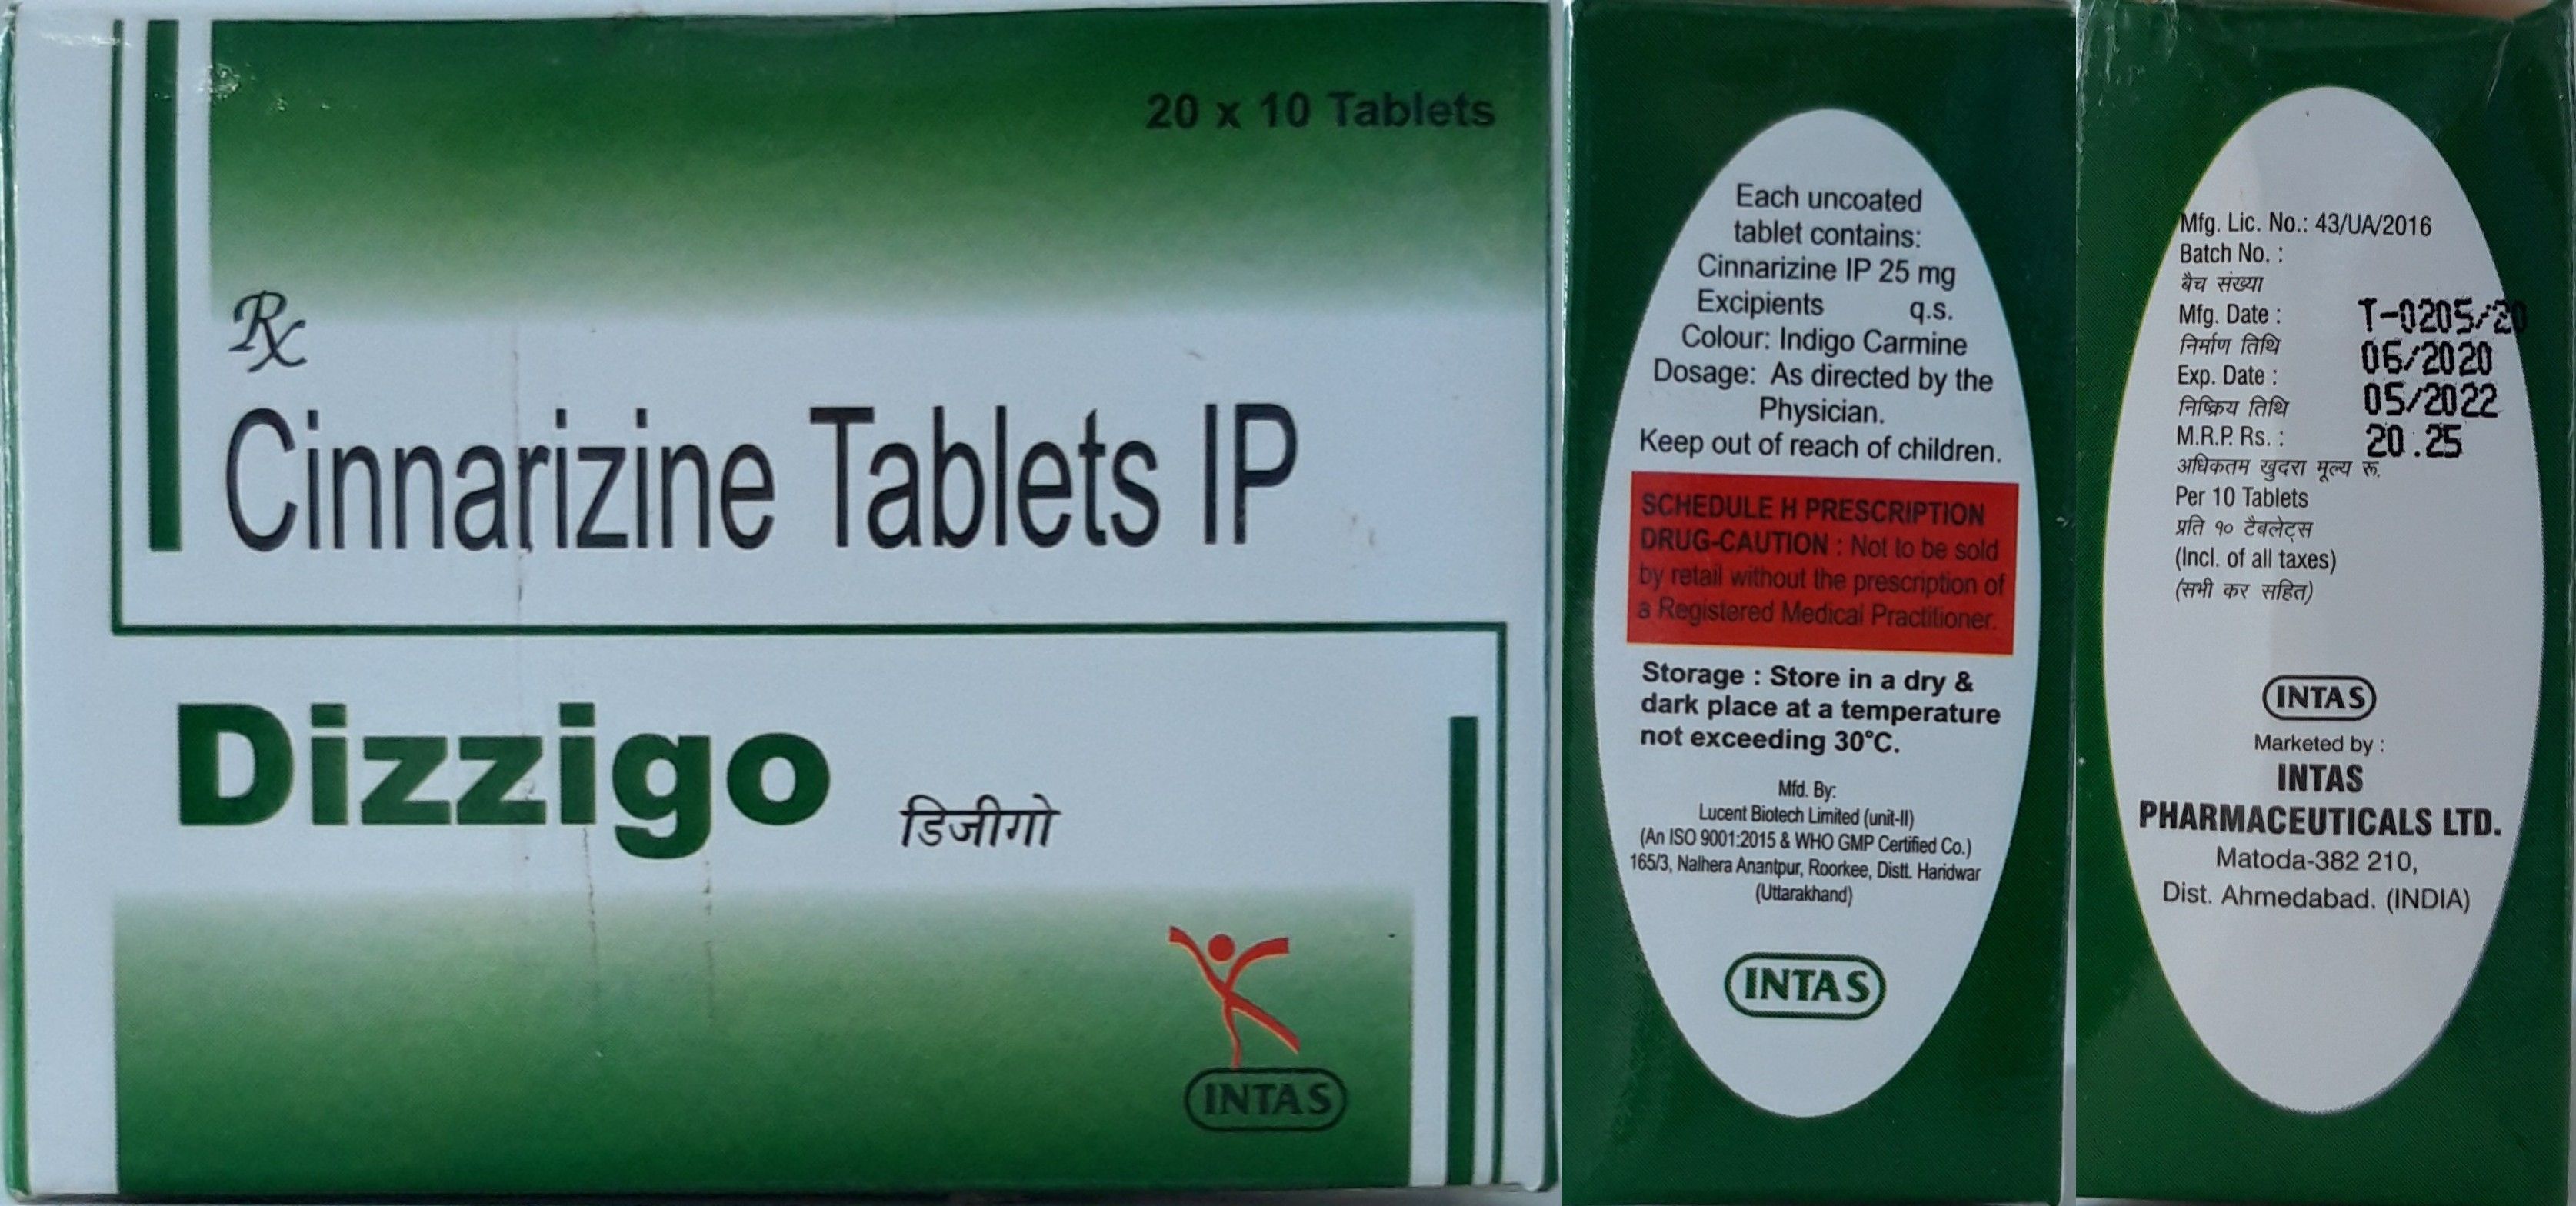 20 x 10 Tablets
Rx
Cinnarizine Tablets IP
Dizzigo
डिजीगो
INTAS
Each uncoated
tablet contains:
Cinnarizine IP 25 mg
Excipients q.s.
Colour: Indigo Carmine
Dosage: As directed by the
Physician.
Keep out of reach of children.
SCHEDULE H PRESCRIPTION
DRUG-CAUTION : Not to be sold
by retail without the prescription of
a Registered Medical Practitioner.
Storage : Store in a dry &
dark place at a temperature
not exceeding 30°C.
Mfd. By:
Lucent Biotech Limited (unit-II)
(An ISO 9001:2015 & WHO GMP Certified Co.)
165/3, Nalhera Anantpur, Roorkee, Distt. Haridwar
(Uttarakhand)
INTAS
Mfg. Lic. No.: 43/UA/2016
Batch No. :
बैच संख्या
Mfg. Date : T-0205/20
निर्माण तिथि 06/2020
Exp. Date :
निष्क्रिय तिथि 05/2022
M.R.P. Rs. : 20.25
अधिकतम खुदरा मूल्य रू.
Per 10 Tablets
प्रति १० टैबलेट्स
(Incl. of all taxes)
(सभी कर सहित)
INTAS
Marketed by :
INTAS
PHARMACEUTICALS LTD.
Matoda-382 210,
Dist. Ahmedabad. (INDIA)